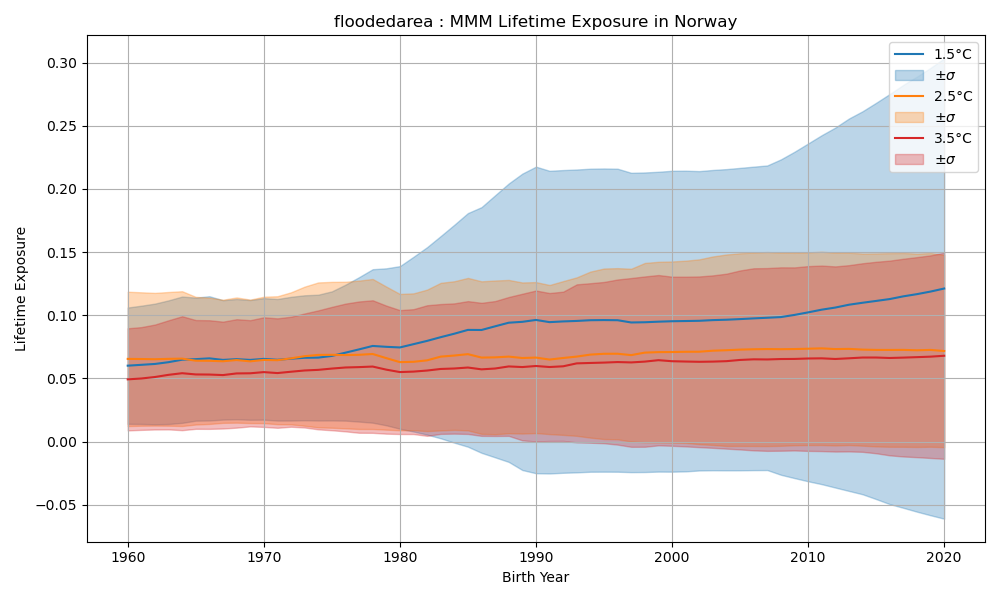 floodedarea : MMM Lifetime Exposure in Norway
Lifetime Exposure
0.30
0.25
0.20
0.15
0.10
0.05
0.00
−0.05
1960
1970
1980
1990
2000
2010
2020
Birth Year
1.5°C
±σ
2.5°C
±σ
3.5°C
±σ